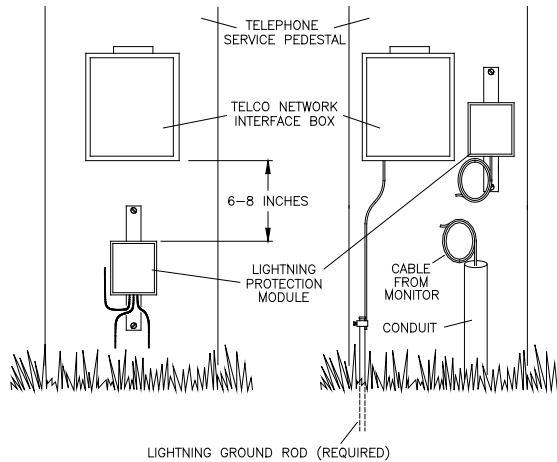 TELEPHONE
SERVICE PEDESTAL
TELCO NETWORK
INTERFACE BOX
6–8 INCHES
LIGHTNING
PROTECTION
MODULE
CABLE
FROM
MONITOR
CONDUIT
LIGHTNING GROUND ROD (REQUIRED)